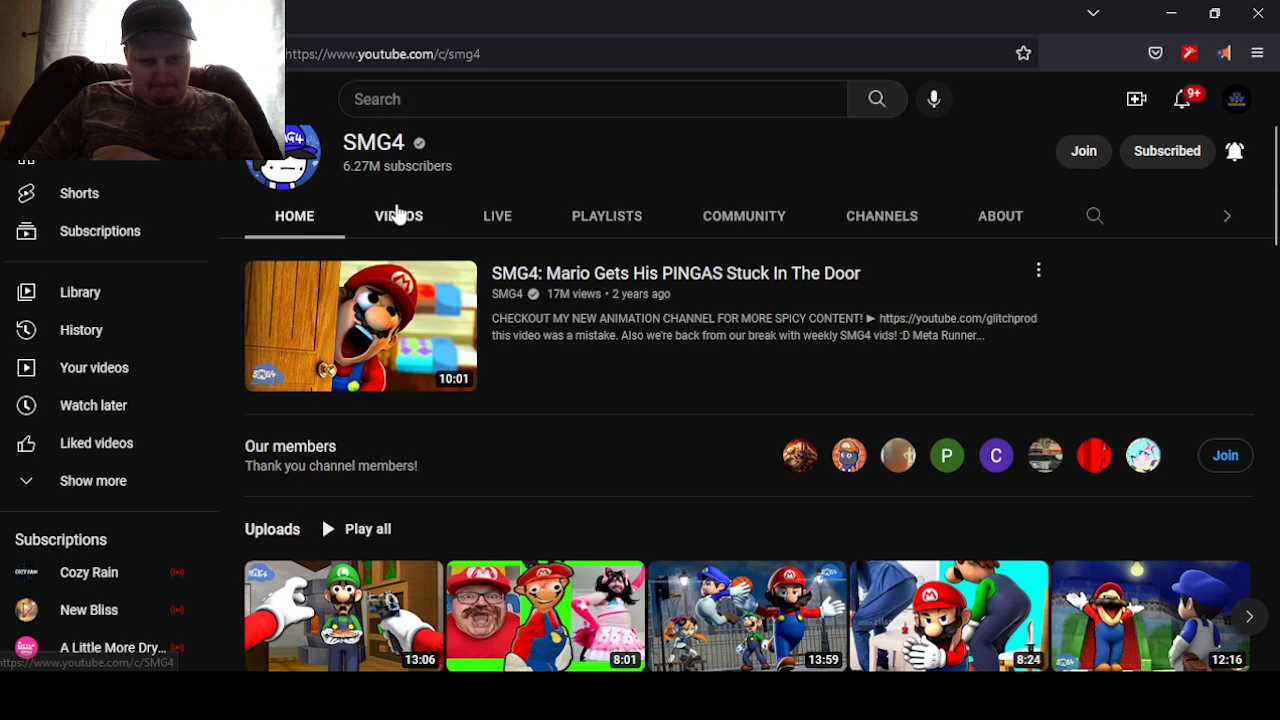 https://www.youtube.com/c/smg4
Search
9+
SMG4
6.27M subscribers
Join
Subscribed
Shorts
Subscriptions
Library
History
Your videos
Watch later
Liked videos
Show more
Subscriptions
Cozy Rain
New Bliss
A Little More Dry...
HOME
VIDEOS
LIVE
PLAYLISTS
COMMUNITY
CHANNELS
ABOUT
SMG4: Mario Gets His PINGAS Stuck In The Door
SMG4 17M views • 2 years ago
CHECKOUT MY NEW ANIMATION CHANNEL FOR MORE SPICY CONTENT! ► https://youtube.com/glitchprod
this video was a mistake. Also we're back from our break with weekly SMG4 vids! :D Meta Runner...
10:01
Our members
Thank you channel members!
P
C
Join
Uploads
Play all
13:06
8:01
13:59
8:24
12:16
https://www.youtube.com/c/SMG4